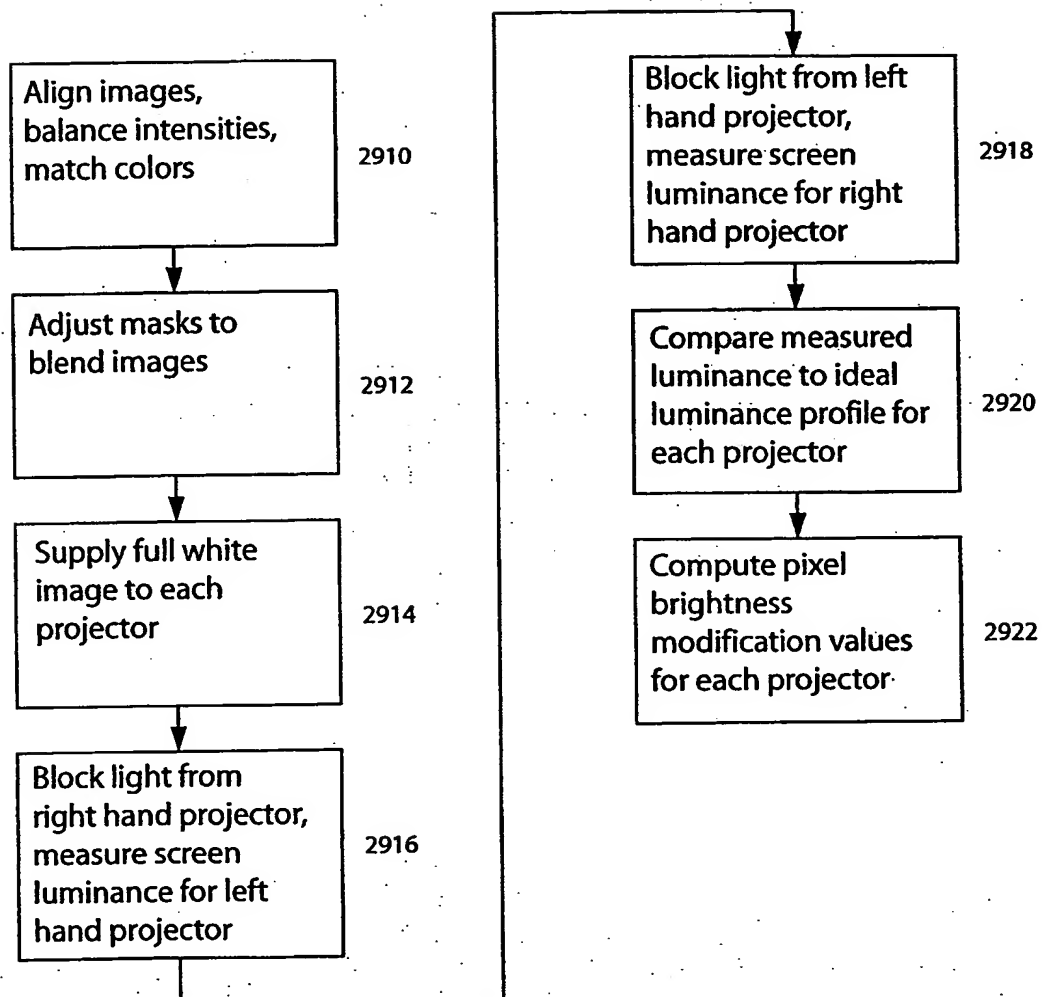 Align images,
balance intensities,
match colors
2910
Adjust masks to
blend images
2912
Supply full white
image to each
projector
2914
Block light from
right hand projector,
measure screen
luminance for left
hand projector
2916
Block light from left
hand projector,
measure screen
luminance for right
hand projector
2918
Compare measured
luminance to ideal
luminance profile for
each projector
2920
Compute pixel
brightness
modification values
for each projector
2922